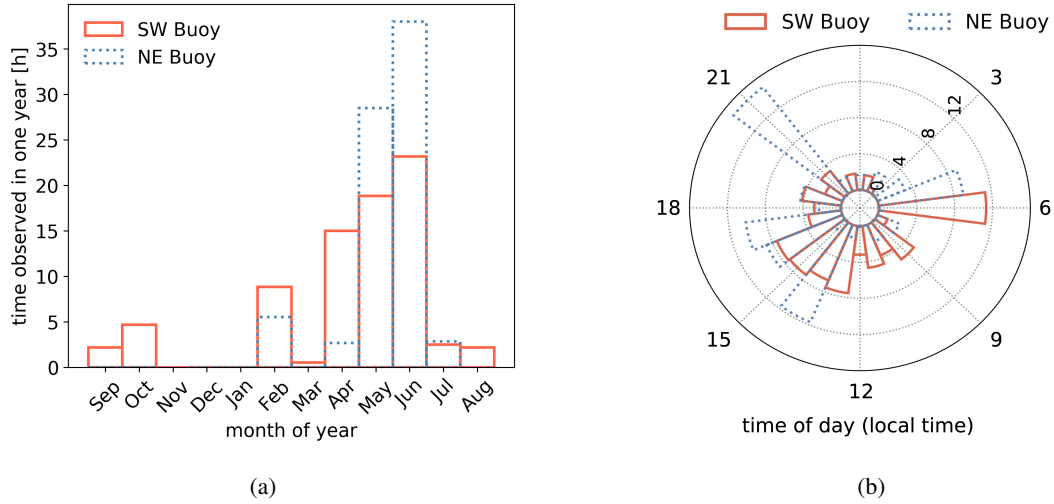 SW Buoy
NE Buoy
time observed in one year [h]
35
30
25
20
15
10
5
0
Sep Oct Nov Dec Jan Feb Mar Apr May Jun Jul Aug
month of year
(a)
SW Buoy NE Buoy
21 3
12
8
4
0
18 6
15 9
12
time of day (local time)
(b)